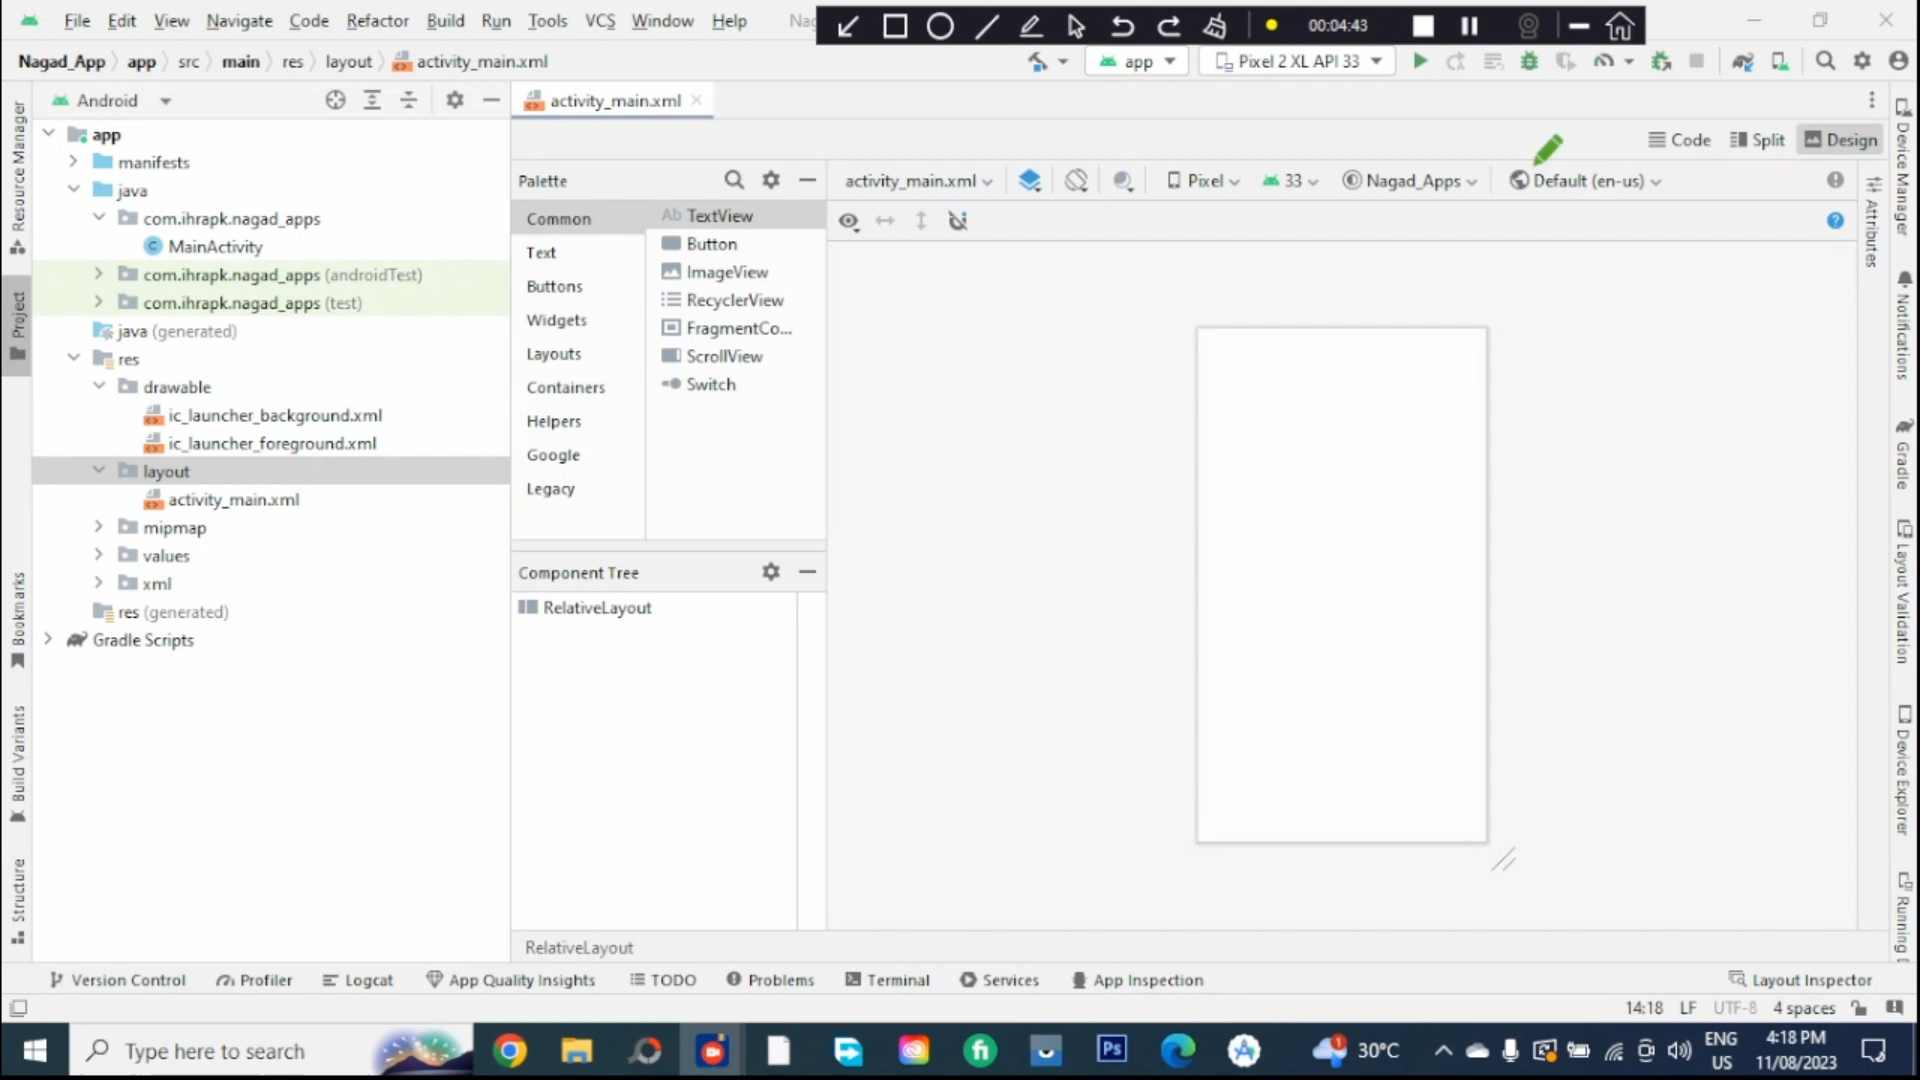 File Edit View Navigate Code Refactor Build Run Tools VCS Window Help Nag
00:04:43
Nagad_App app src main res layout activity_main.xml
app Pixel 2 XL API 33
Android
activity_main.xml
Code Split Design
Resource Manager
Project
Bookmarks
Build Variants
Structure
app
manifests
java
com.ihrapk.nagad_apps
MainActivity
com.ihrapk.nagad_apps (androidTest)
com.ihrapk.nagad_apps (test)
java (generated)
res
drawable
ic_launcher_background.xml
ic_launcher_foreground.xml
layout
activity_main.xml
mipmap
values
xml
res (generated)
Gradle Scripts
Palette
Common
Text
Buttons
Widgets
Layouts
Containers
Helpers
Google
Legacy
Ab TextView
Button
ImageView
RecyclerView
FragmentCo...
ScrollView
Switch
Component Tree
RelativeLayout
activity_main.xml Pixel 33 Nagad_Apps Default (en-us)
RelativeLayout
Attributes
Device Manager
Notifications
Gradle
Layout Validation
Device Explorer
Running
Version Control Profiler Logcat App Quality Insights TODO Problems Terminal Services App Inspection Layout Inspector
14:18 LF UTF-8 4 spaces
Type here to search
Ps
fi
1
30°C
ENG
US
4:18 PM
11/08/2023